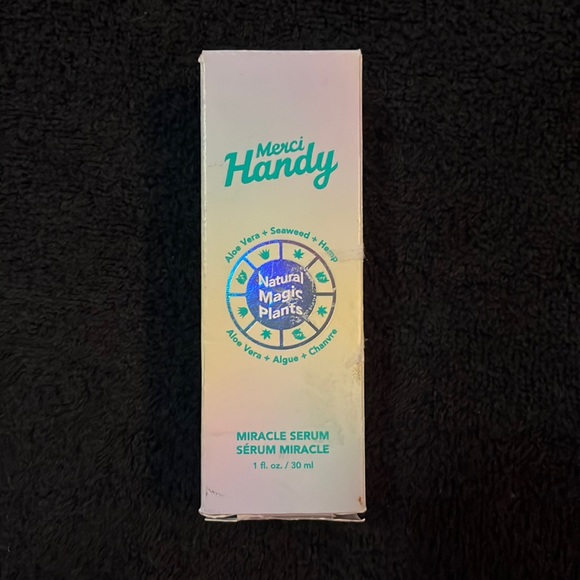 Merci
Handy
Aloe Vera + Seaweed + Hemp
Natural
Magic
Plants
Aloe Vera + Algue + Chanvre
MIRACLE SERUM
SÉRUM MIRACLE
1 fl. oz. / 30 ml